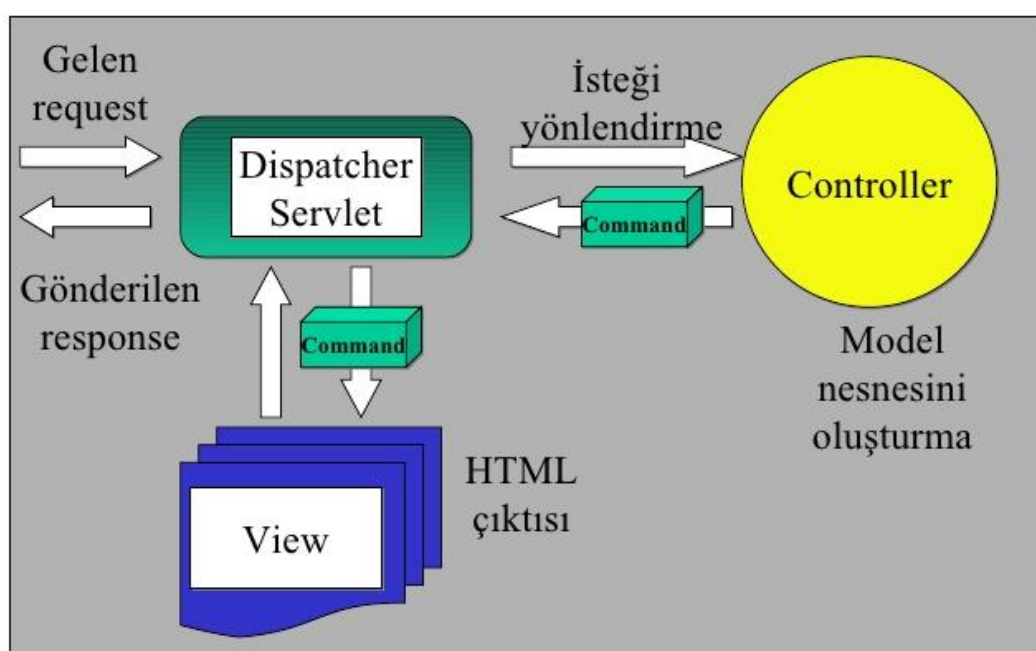 Gelen
request
İsteği
yönlendirme
Dispatcher
Servlet
Controller
Command
Gönderilen
response
Command
Model
nesnesini
oluşturma
HTML
çıktısı
View